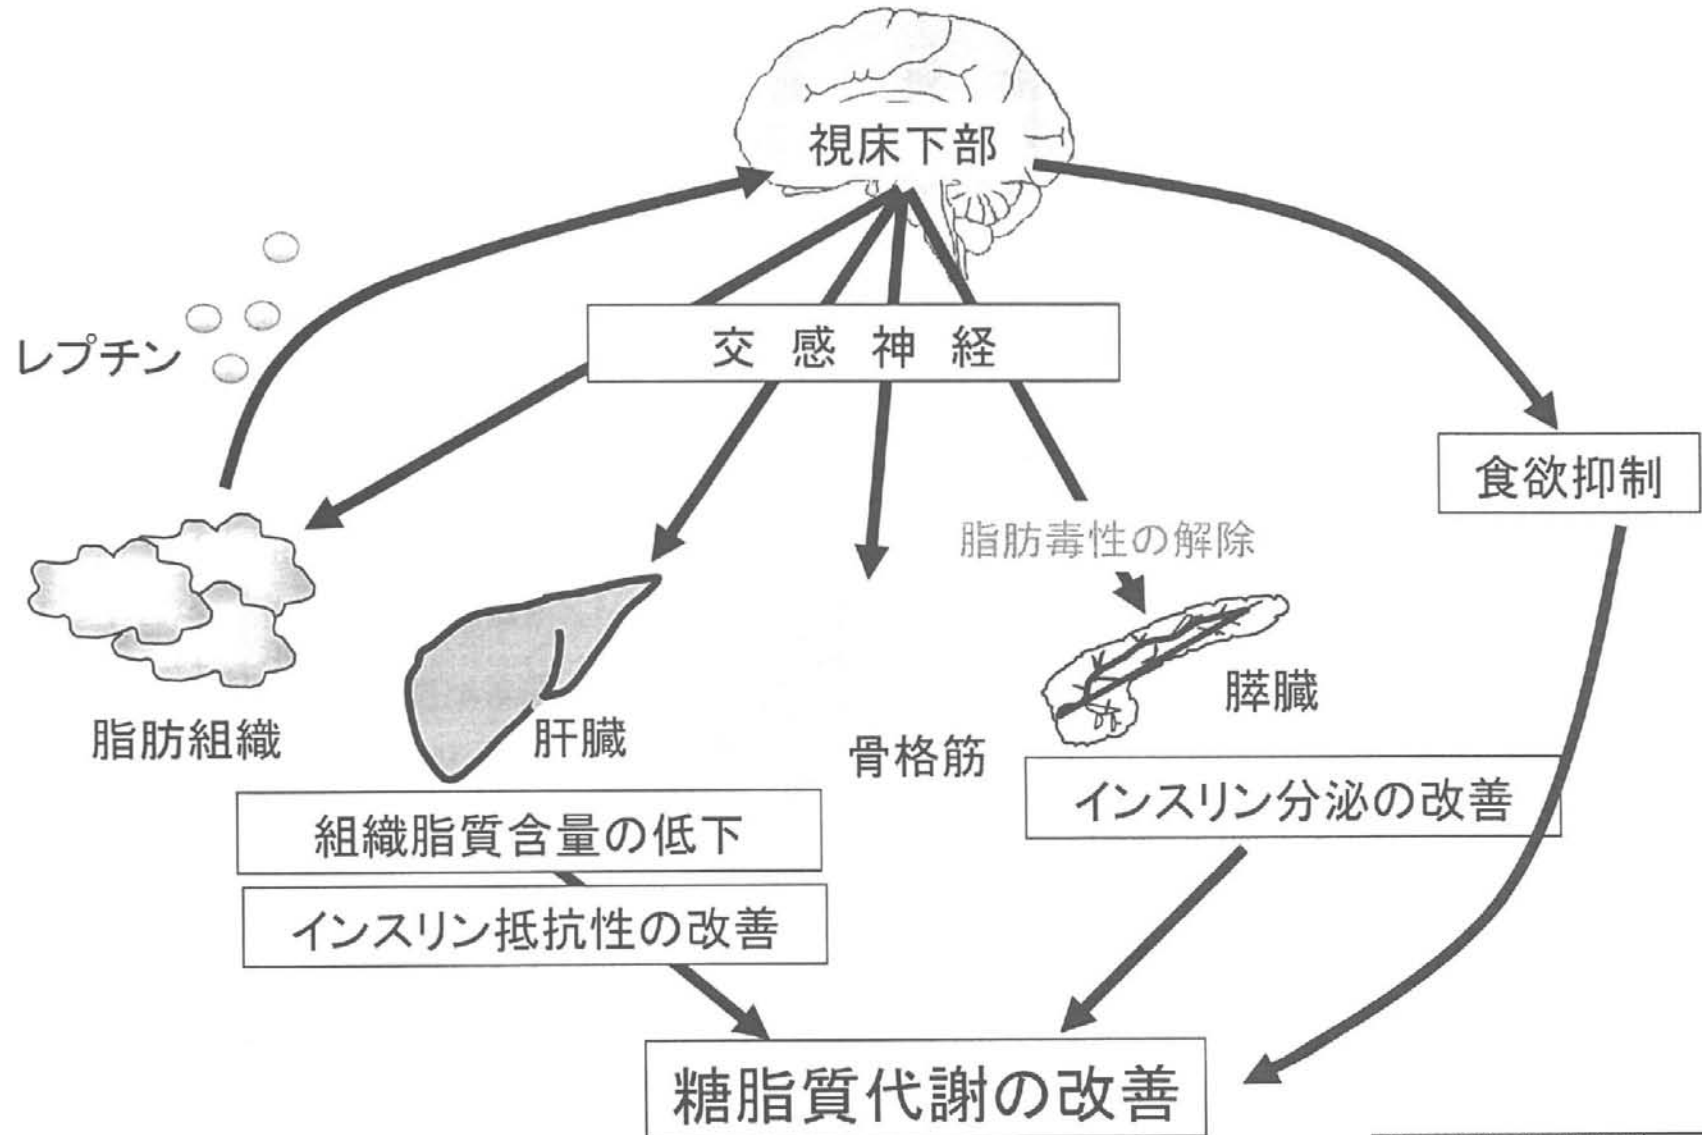 視床下部
レプチン
交感神経
食欲抑制
脂肪毒性の解除
脂肪組織
肝臓
骨格筋
膵臓
組織脂質含量の低下
インスリン分泌の改善
インスリン抵抗性の改善
糖脂質代謝の改善